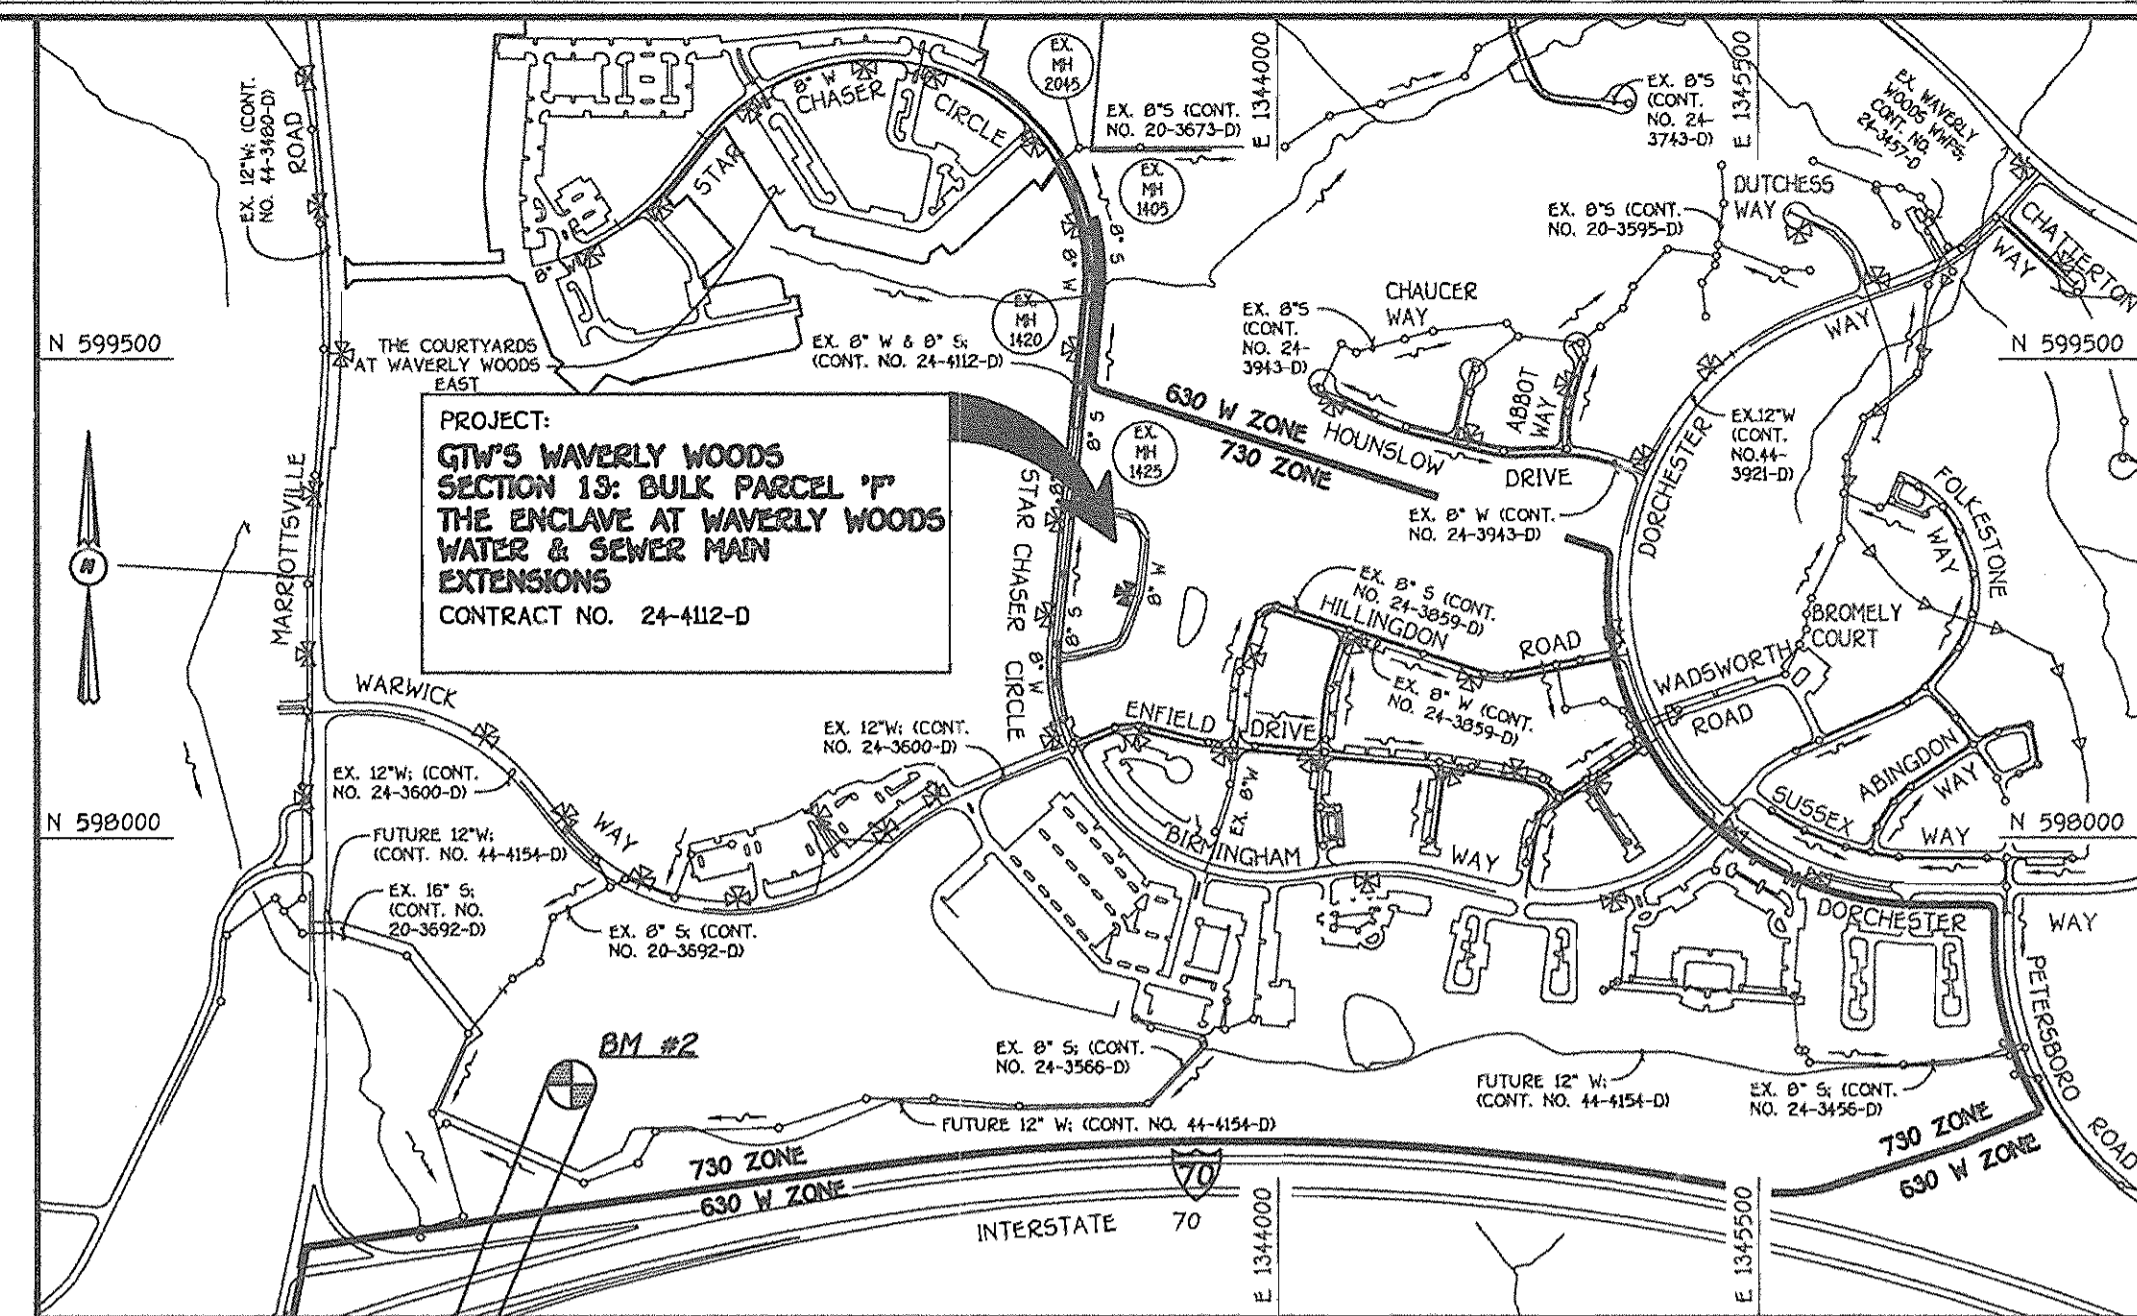 EX. 12"W; (CONT.
NO. 44-3480-D)
ROAD
8" W
CHASER
CIRCLE
STAR
8" W
EX.
MH
2045
EX. 8"S (CONT.
NO. 20-3673-D)
E 1344000
EX. 8"S
(CONT.
NO. 24-
3743-D)
E 1345500
EX. WAVERLY
WOODS WWPS;
CONT. NO.
24-3457-D
EX.
MH
1405
DUTCHESS
WAY
EX. 8"S (CONT.
NO. 20-3595-D)
CHATTERTON
WAY
8" S
8" W
EX.
MH
1420
CHAUCER
WAY
EX. 8"S
(CONT.
NO. 24-
3943-D)
WAY
N 599500
THE COURTYARDS
AT WAVERLY WOODS
EAST
EX. 8" W & 8" S;
(CONT. NO. 24-4112-D)
N 599500
PROJECT:
GTW'S WAVERLY WOODS
SECTION 13: BULK PARCEL 'F'
THE ENCLAVE AT WAVERLY WOODS
WATER & SEWER MAIN
EXTENSIONS
CONTRACT NO. 24-4112-D
630 W ZONE
730 ZONE
8" S
EX.
MH
1425
HOUNSLOW
DRIVE
ABBOT
WAY
EX.12"W
(CONT.
NO.44-
3921-D)
DORCHESTER
EX. 8" W (CONT.
NO. 24-3943-D)
FOLKESTONE
WAY
MARRIOTTSVILLE
N
STAR CHASER CIRCLE
8"
8" W
8" S
8" W
EX. 8" S (CONT.
NO. 24-3859-D)
HILLINGDON
ROAD
EX. 8" W (CONT.
NO. 24-3859-D)
BROMELY
COURT
WADSWORTH
ROAD
WARWICK
WAY
ENFIELD
DRIVE
EX. 12"W; (CONT.
NO. 24-3600-D)
EX. 12"W; (CONT.
NO. 24-3600-D)
EX. 8"W
ABINGDON
WAY
SUSSEX
WAY
N 598000
N 598000
FUTURE 12"W;
(CONT. NO. 44-4154-D)
BIRMINGHAM
WAY
EX. 16" S;
(CONT. NO.
20-3692-D)
EX. 8" S; (CONT.
NO. 20-3692-D)
DORCHESTER
WAY
PETERSBORO
ROAD
BM #2
EX. 8" S; (CONT.
NO. 24-3566-D)
FUTURE 12" W;
(CONT. NO. 44-4154-D)
EX. 8" S; (CONT.
NO. 24-3456-D)
FUTURE 12" W; (CONT. NO. 44-4154-D)
730 ZONE
630 W ZONE
70
730 ZONE
630 W ZONE
INTERSTATE 70
E 1344000
E 1345500